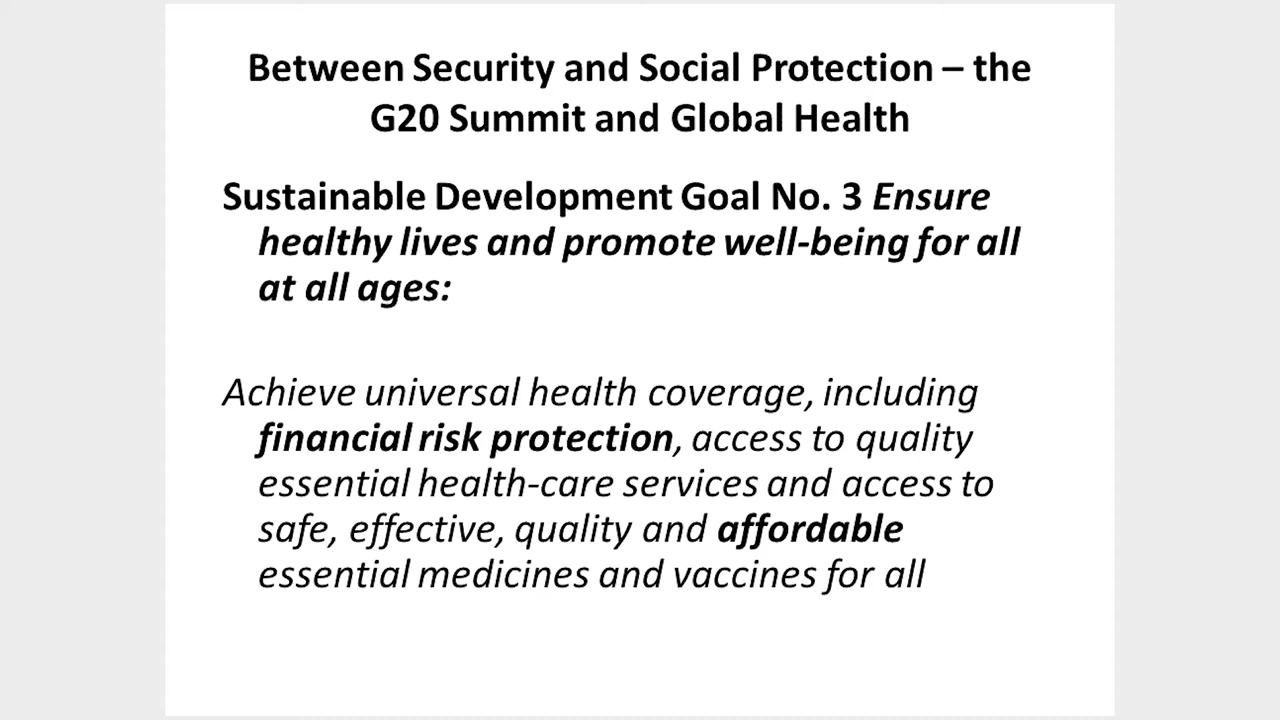 Between Security and Social Protection – the
G20 Summit and Global Health
Sustainable Development Goal No. 3 Ensure
healthy lives and promote well-being for all
at all ages:
Achieve universal health coverage, including
financial risk protection, access to quality
essential health-care services and access to
safe, effective, quality and affordable
essential medicines and vaccines for all